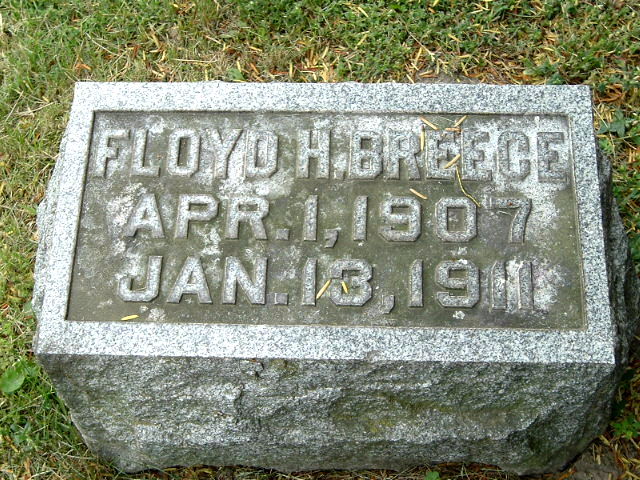 FLOYD H. BREECE
APR. 1, 1907
JAN. 13, 1911